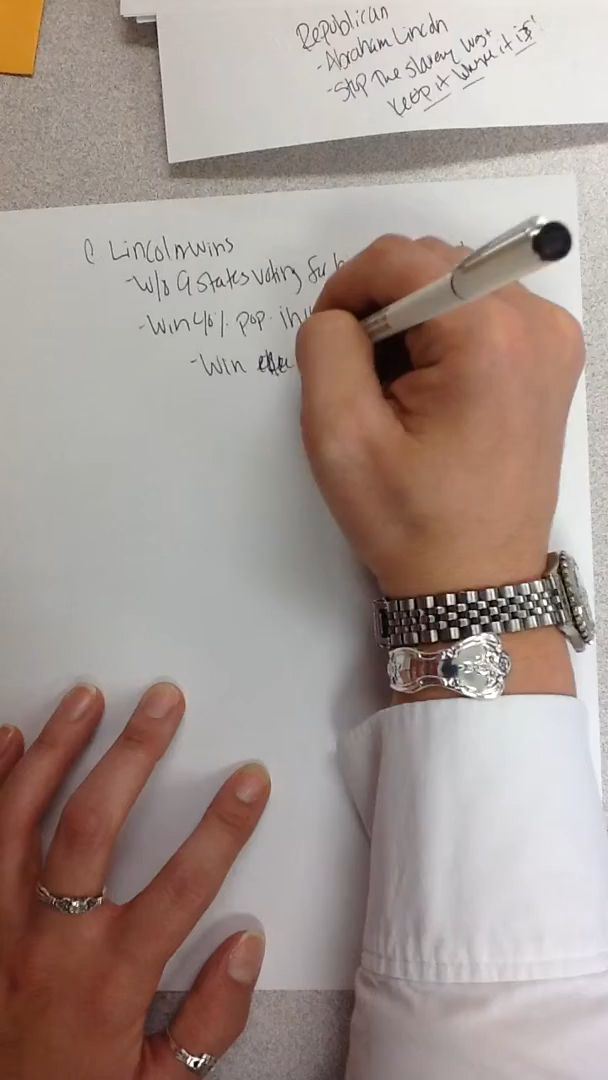 Republican
- Abraham Lincoln
- Stop the slavery west
keep it where it is!
Lincoln wins
- w/o 9 states voting for
- Win 40% pop. in
- Win